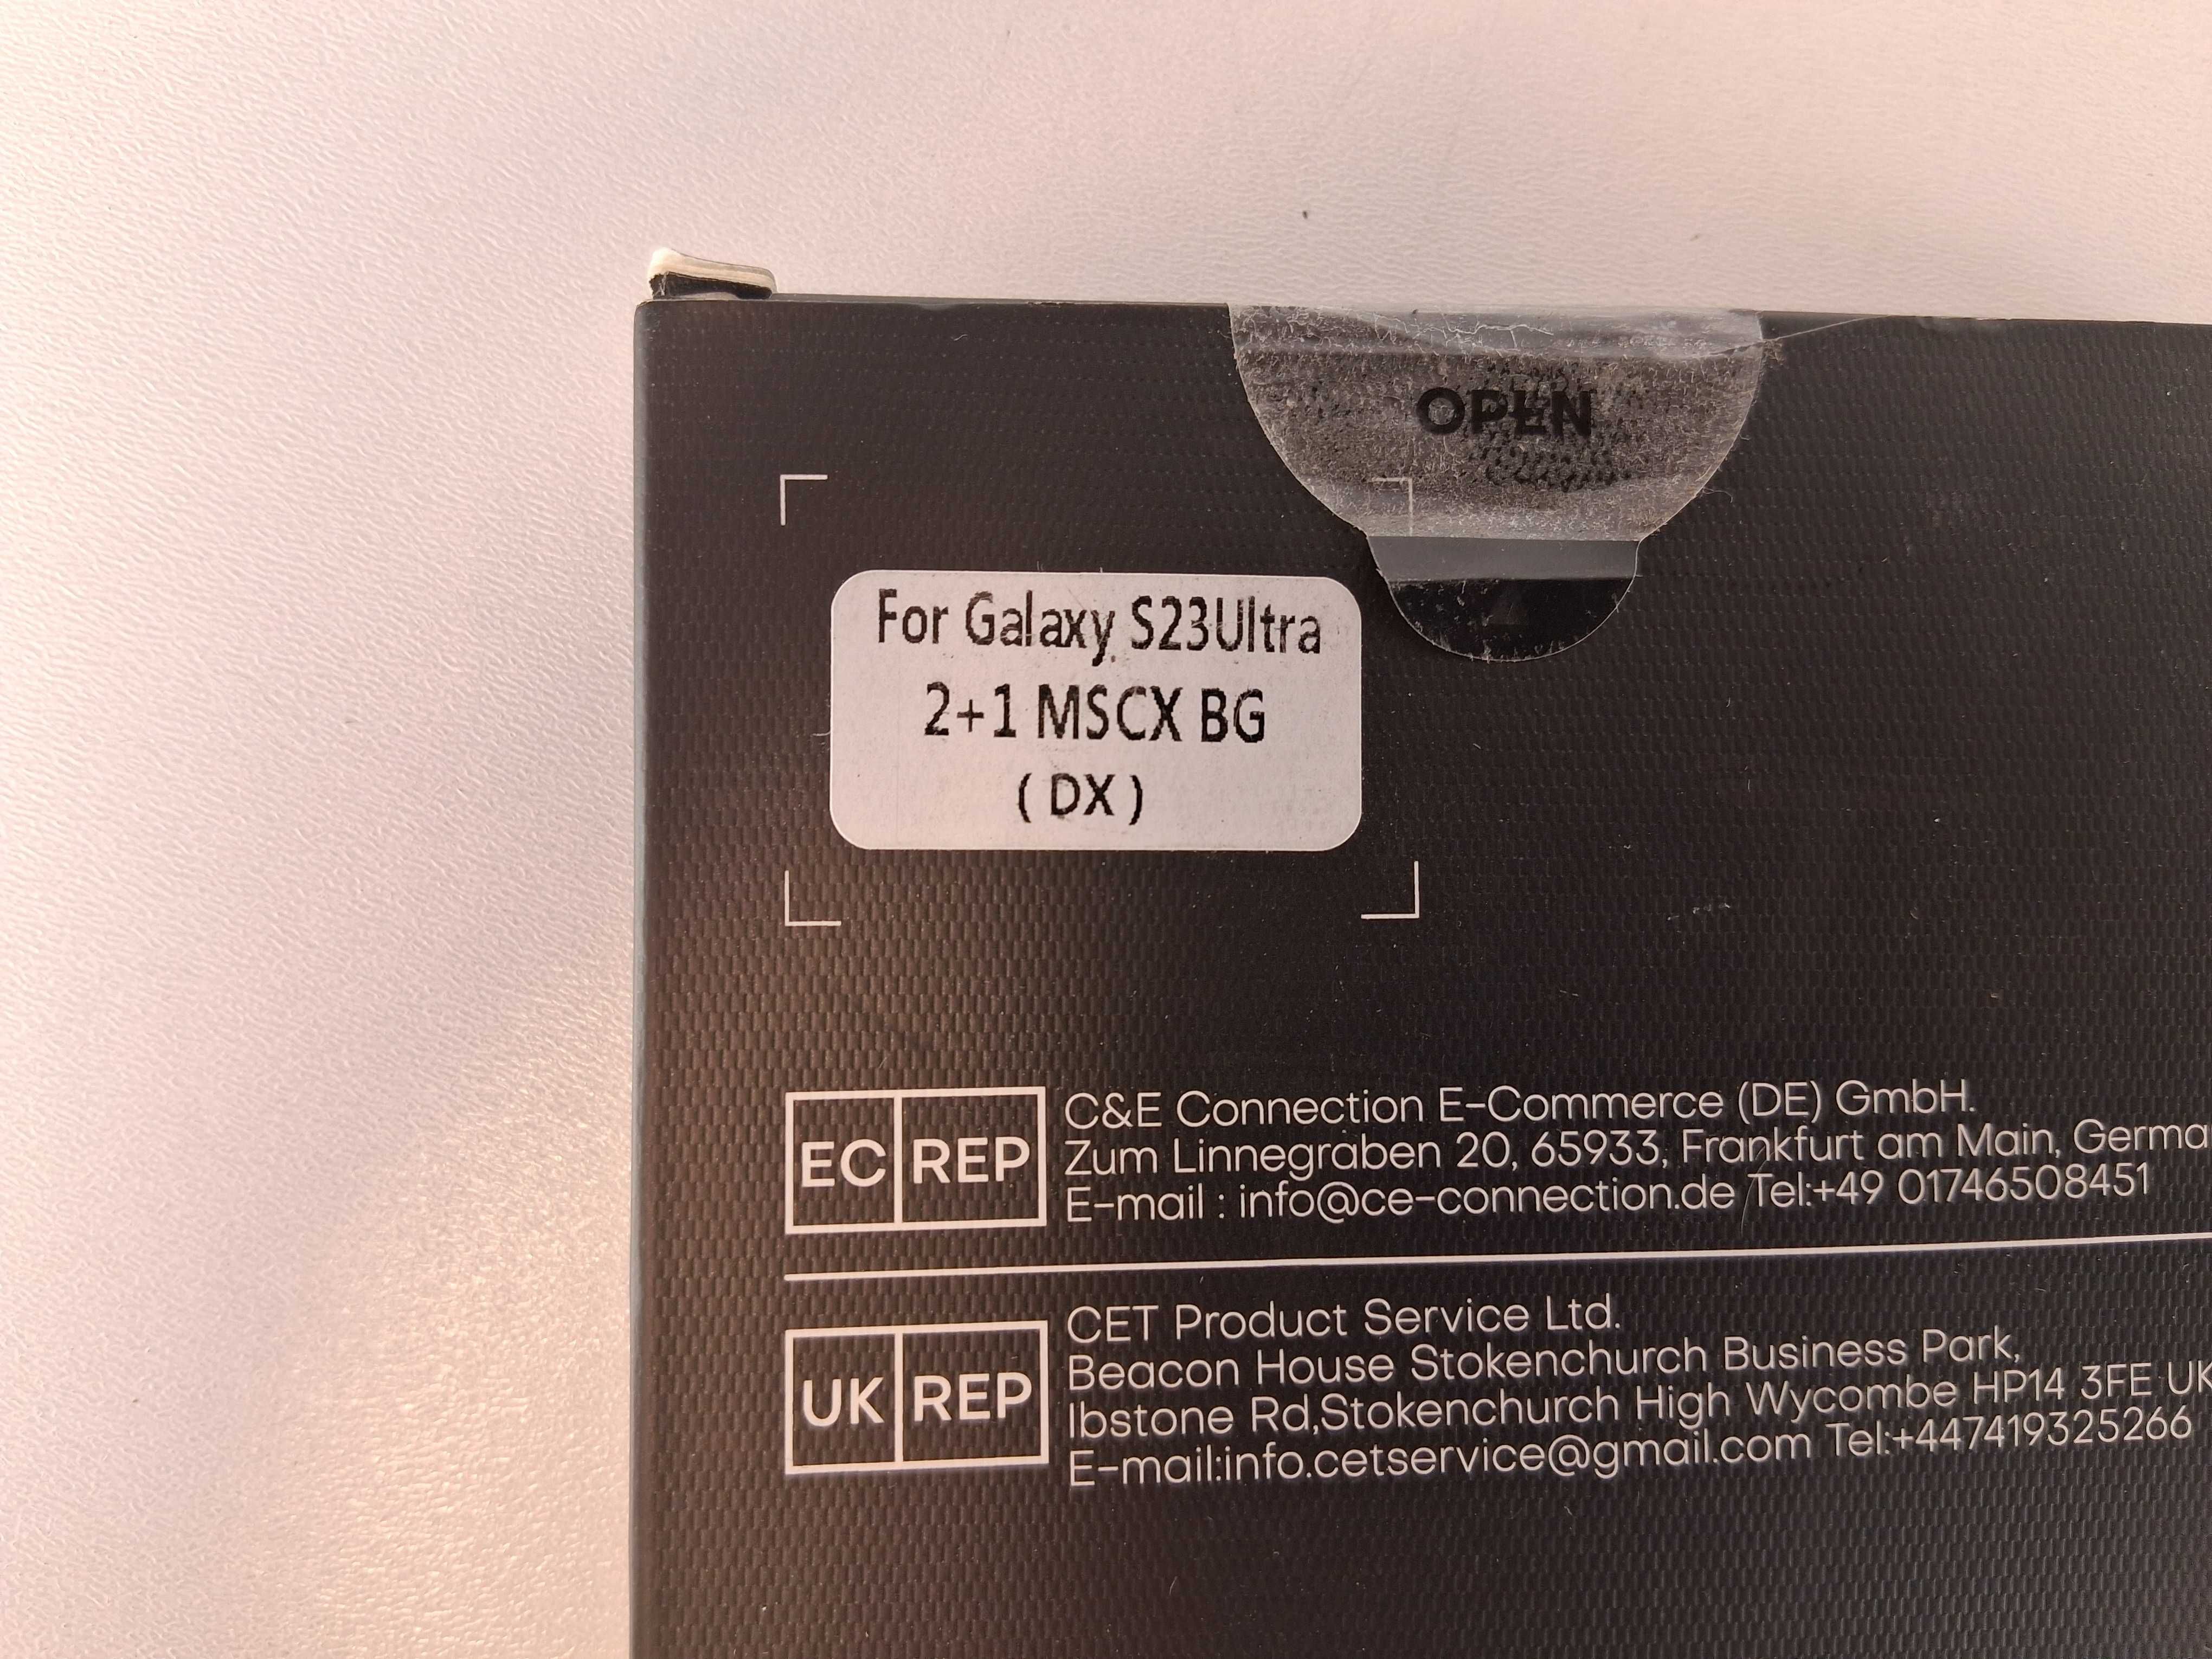 OPEN
For Galaxy S23Ultra
2+1 MSCX BG
( DX )
EC REP
C&E Connection E-Commerce (DE) GmbH.
Zum Linnegraben 20, 65933, Frankfurt am Main, Germa
E-mail : info@ce-connection.de Tel:+49 01746508451
UK REP
CET Product Service Ltd.
Beacon House Stokenchurch Business Park,
Ibstone Rd,Stokenchurch High Wycombe HP14 3FE UK
E-mail:info.cetservice@gmail.com Tel:+447419325266